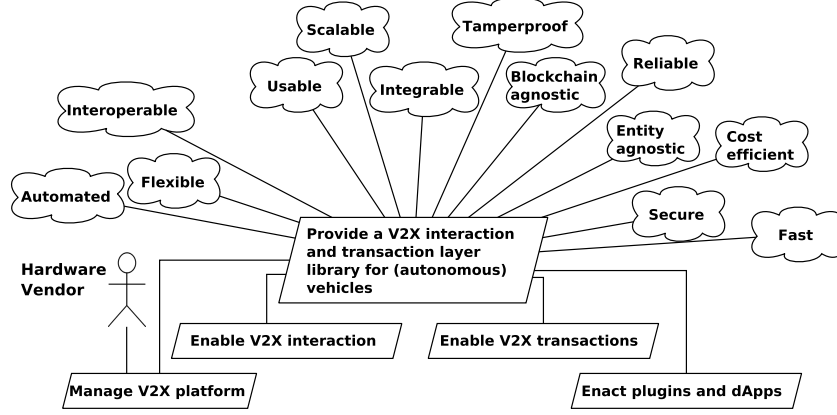 Scalable
Tamperproof
Usable
Integrable
Blockchain
agnostic
Reliable
Interoperable
Entity
agnostic
Cost
efficient
Automated
Flexible
Secure
Fast
Provide a V2X interaction
and transaction layer
library for (autonomous)
vehicles
Hardware
Vendor
Enable V2X interaction
Enable V2X transactions
Manage V2X platform
Enact plugins and dApps